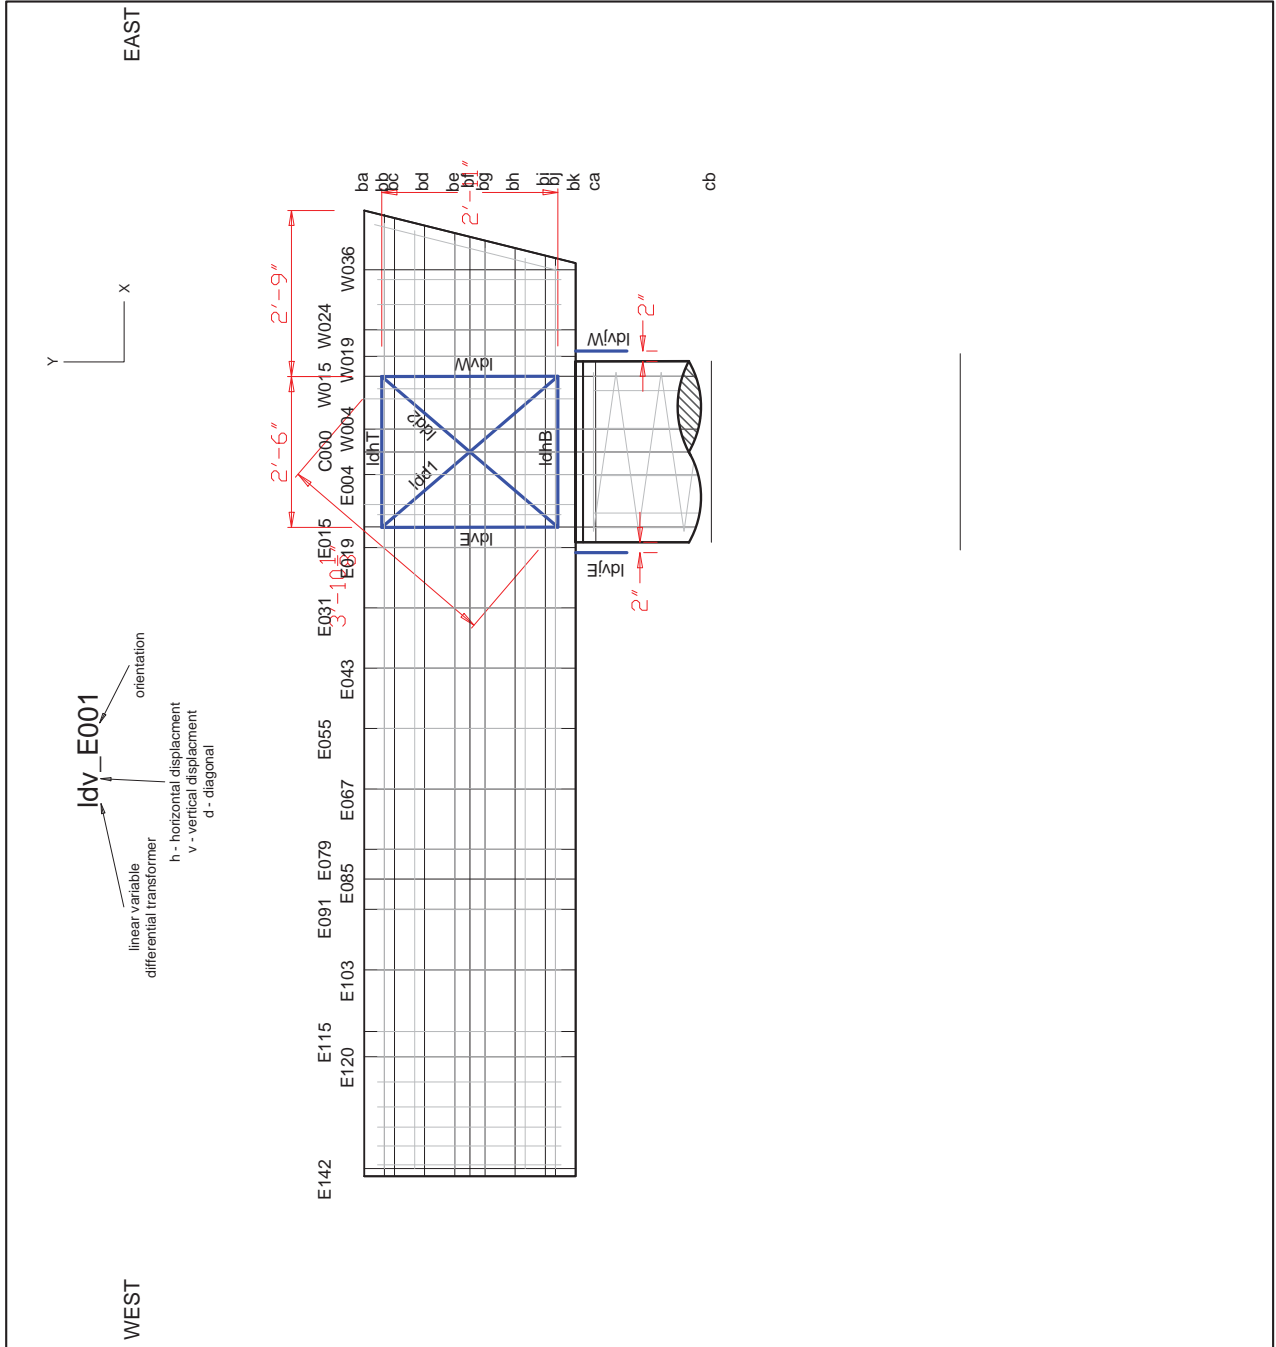 EAST
WEST
Y
X
ldv_E001
orientation
linear variable
differential transformer
h - horizontal displacment
v - vertical displacment
d - diagonal
ba
bb
bc
bd
be
bf
bg
bh
bi
bj
bk
ca
cb
2'-11"
2'-9"
2'-6"
W036
W024
W019
W015
W004
C000
E004
E015
E019
E031
E043
E055
E067
E079
E085
E091
E103
E115
E120
E142
ldhT
ldhB
ldvW
ldvE
ldd1
ldd2
ldvjW
ldvjE
2"
2"